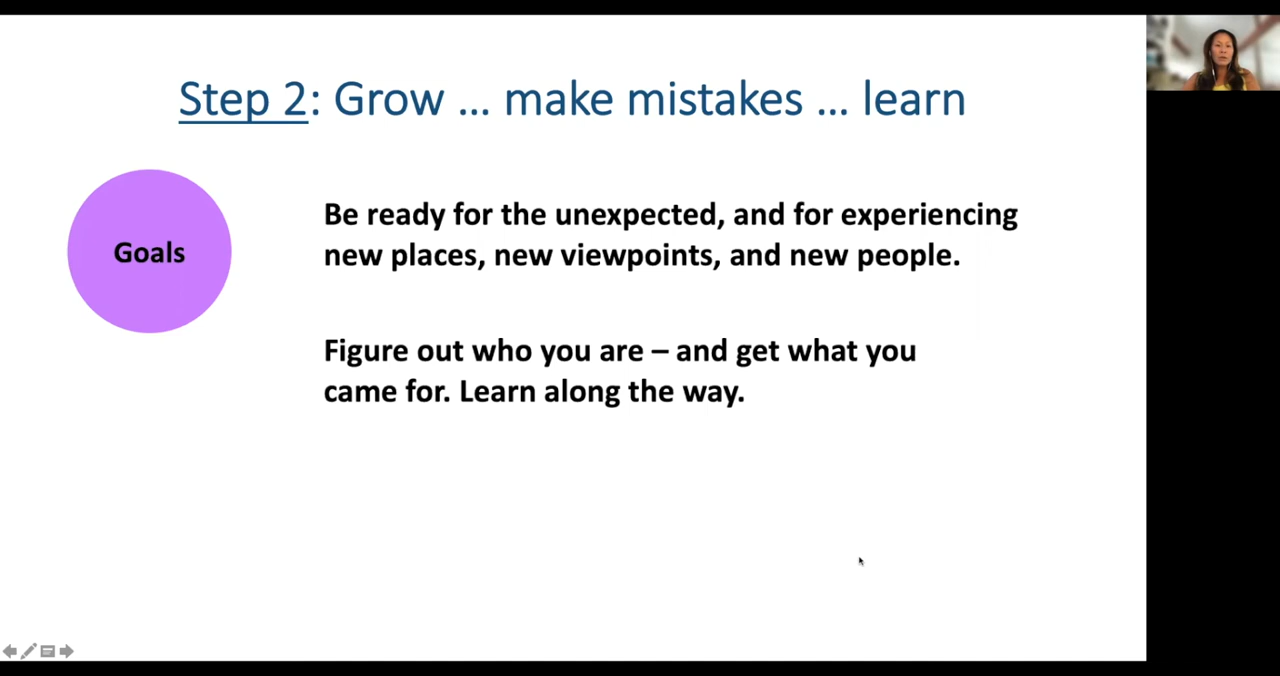 Step 2: Grow ... make mistakes ... learn
Goals
Be ready for the unexpected, and for experiencing
new places, new viewpoints, and new people.
Figure out who you are – and get what you
came for. Learn along the way.